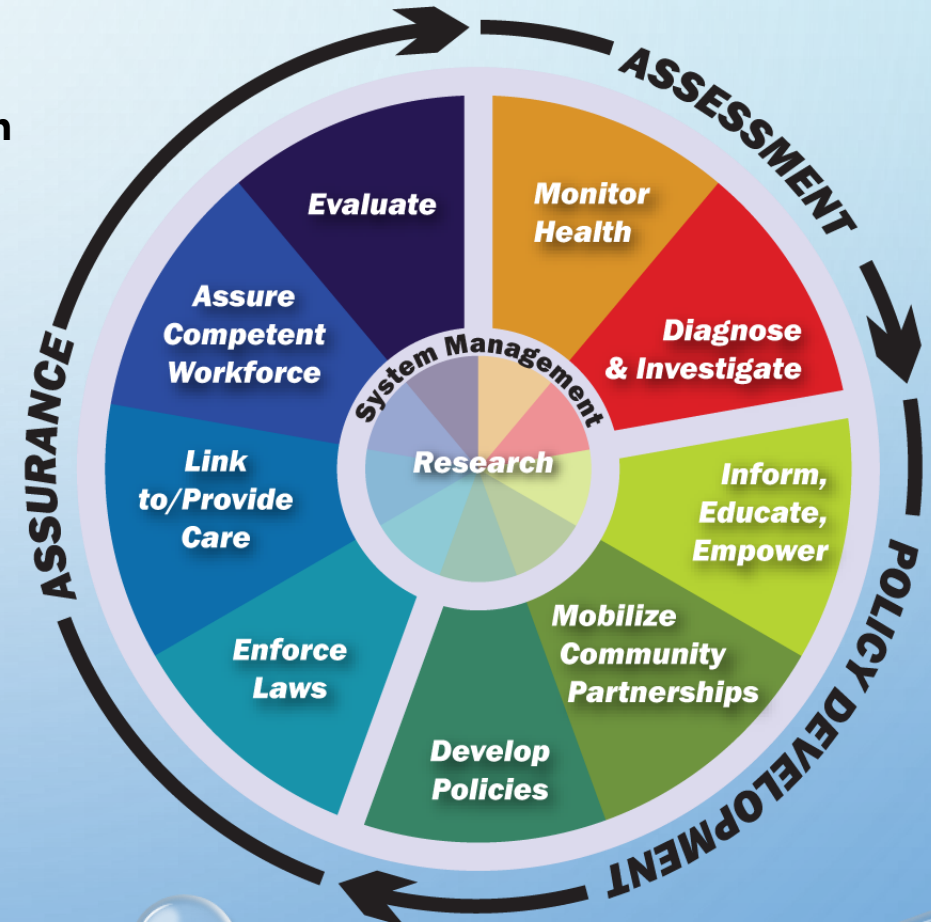 ASSESSMENT
Monitor
Health
Diagnose
& Investigate
Inform,
Educate,
Empower
POLICY DEVELOPMENT
Mobilize
Community
Partnerships
Develop
Policies
ASSURANCE
Enforce
Laws
Link
to/Provide
Care
Assure
Competent
Workforce
Evaluate
System Management
Research